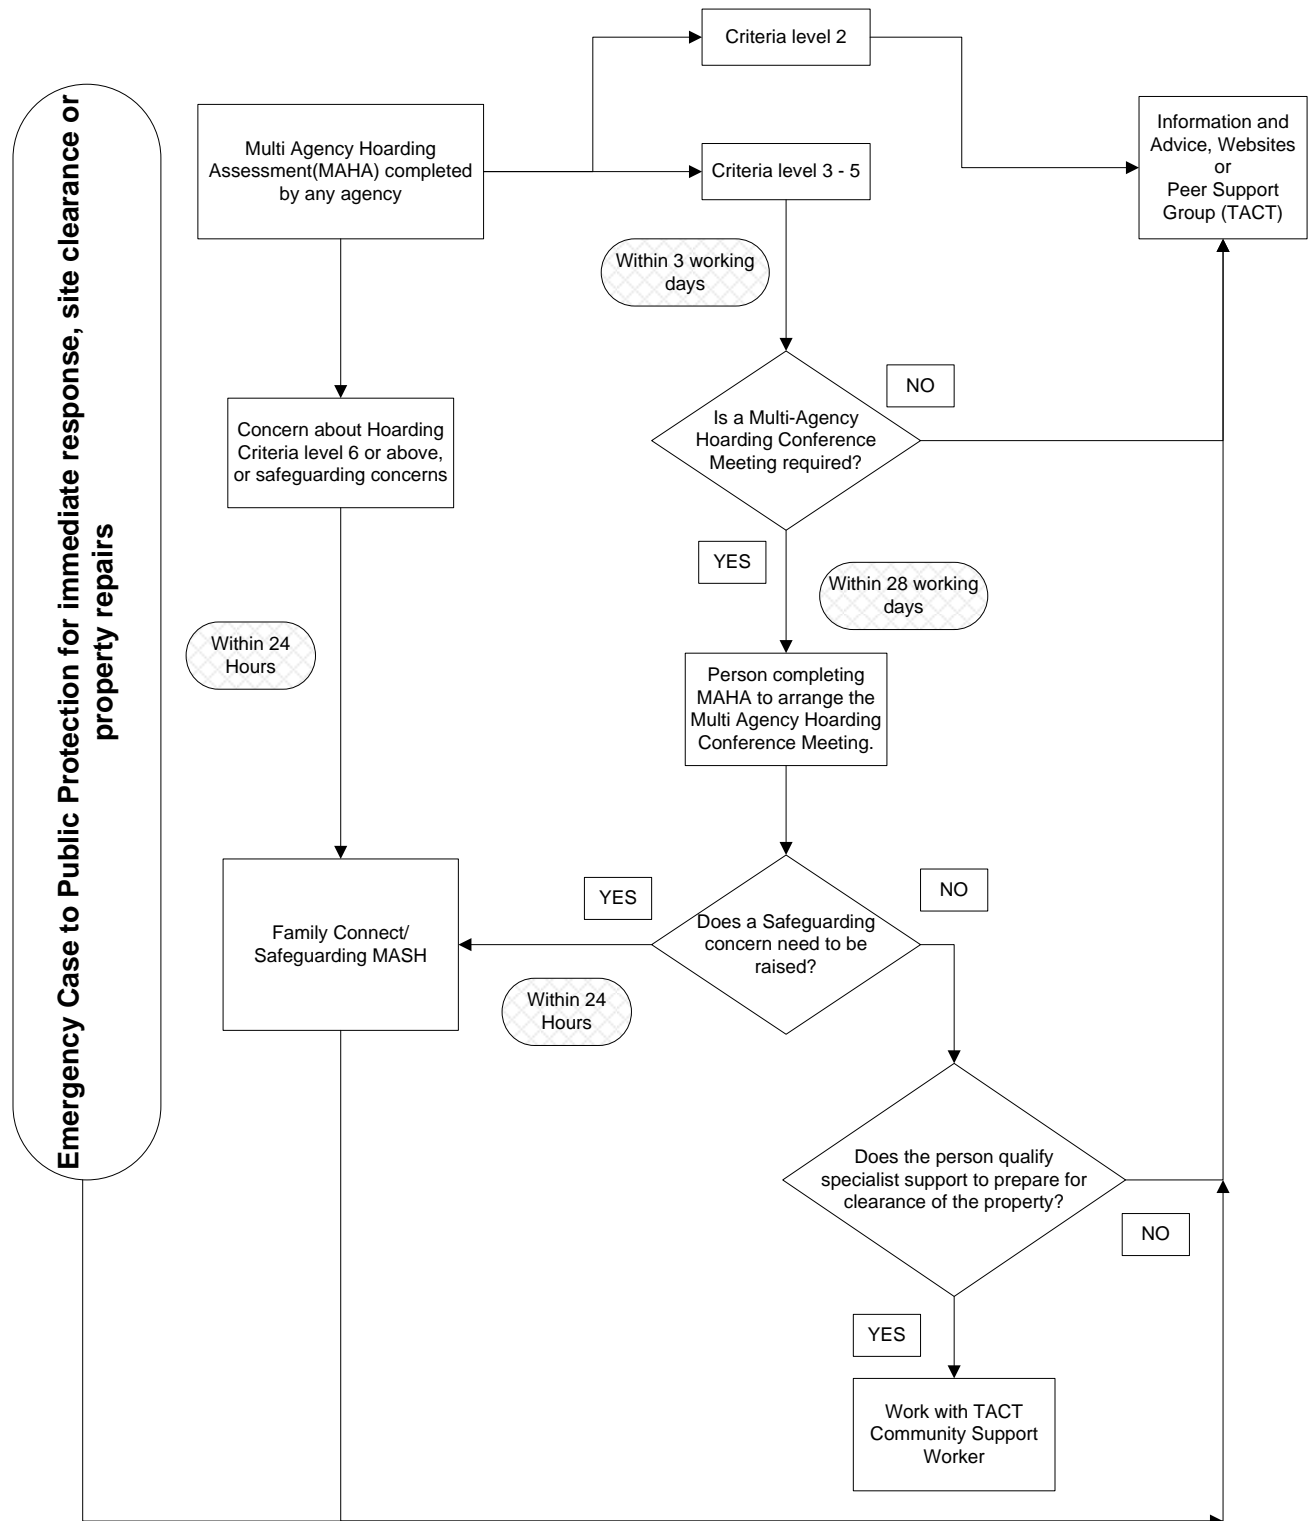 Criteria level 2
Emergency Case to Public Protection for immediate response, site clearance or
property repairs
Multi Agency Hoarding
Assessment(MAHA) completed
by any agency
Criteria level 3 - 5
Information and
Advice, Websites
or
Peer Support
Group (TACT)
Within 3 working
days
NO
Is a Multi-Agency
Hoarding Conference
Meeting required?
Concern about Hoarding
Criteria level 6 or above,
or safeguarding concerns
YES
Within 28 working
days
Within 24
Hours
Person completing
MAHA to arrange the
Multi Agency Hoarding
Conference Meeting.
Family Connect/
Safeguarding MASH
YES
NO
Does a Safeguarding
concern need to be
raised?
Within 24
Hours
Does the person qualify
specialist support to prepare for
clearance of the property?
NO
YES
Work with TACT
Community Support
Worker